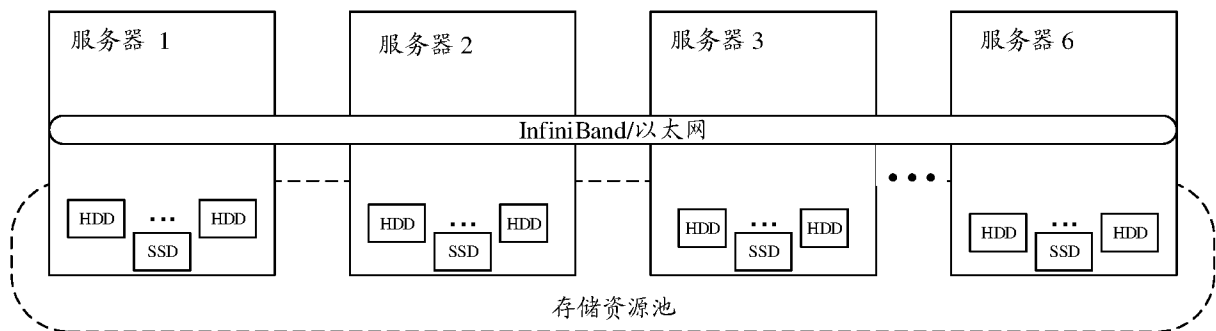 服务器 1
服务器 2
服务器 3
服务器 6
InfiniBand/以太网
HDD ... HDD
SSD
HDD ... HDD
SSD
HDD ... HDD
SSD
HDD ... HDD
SSD
存储资源池